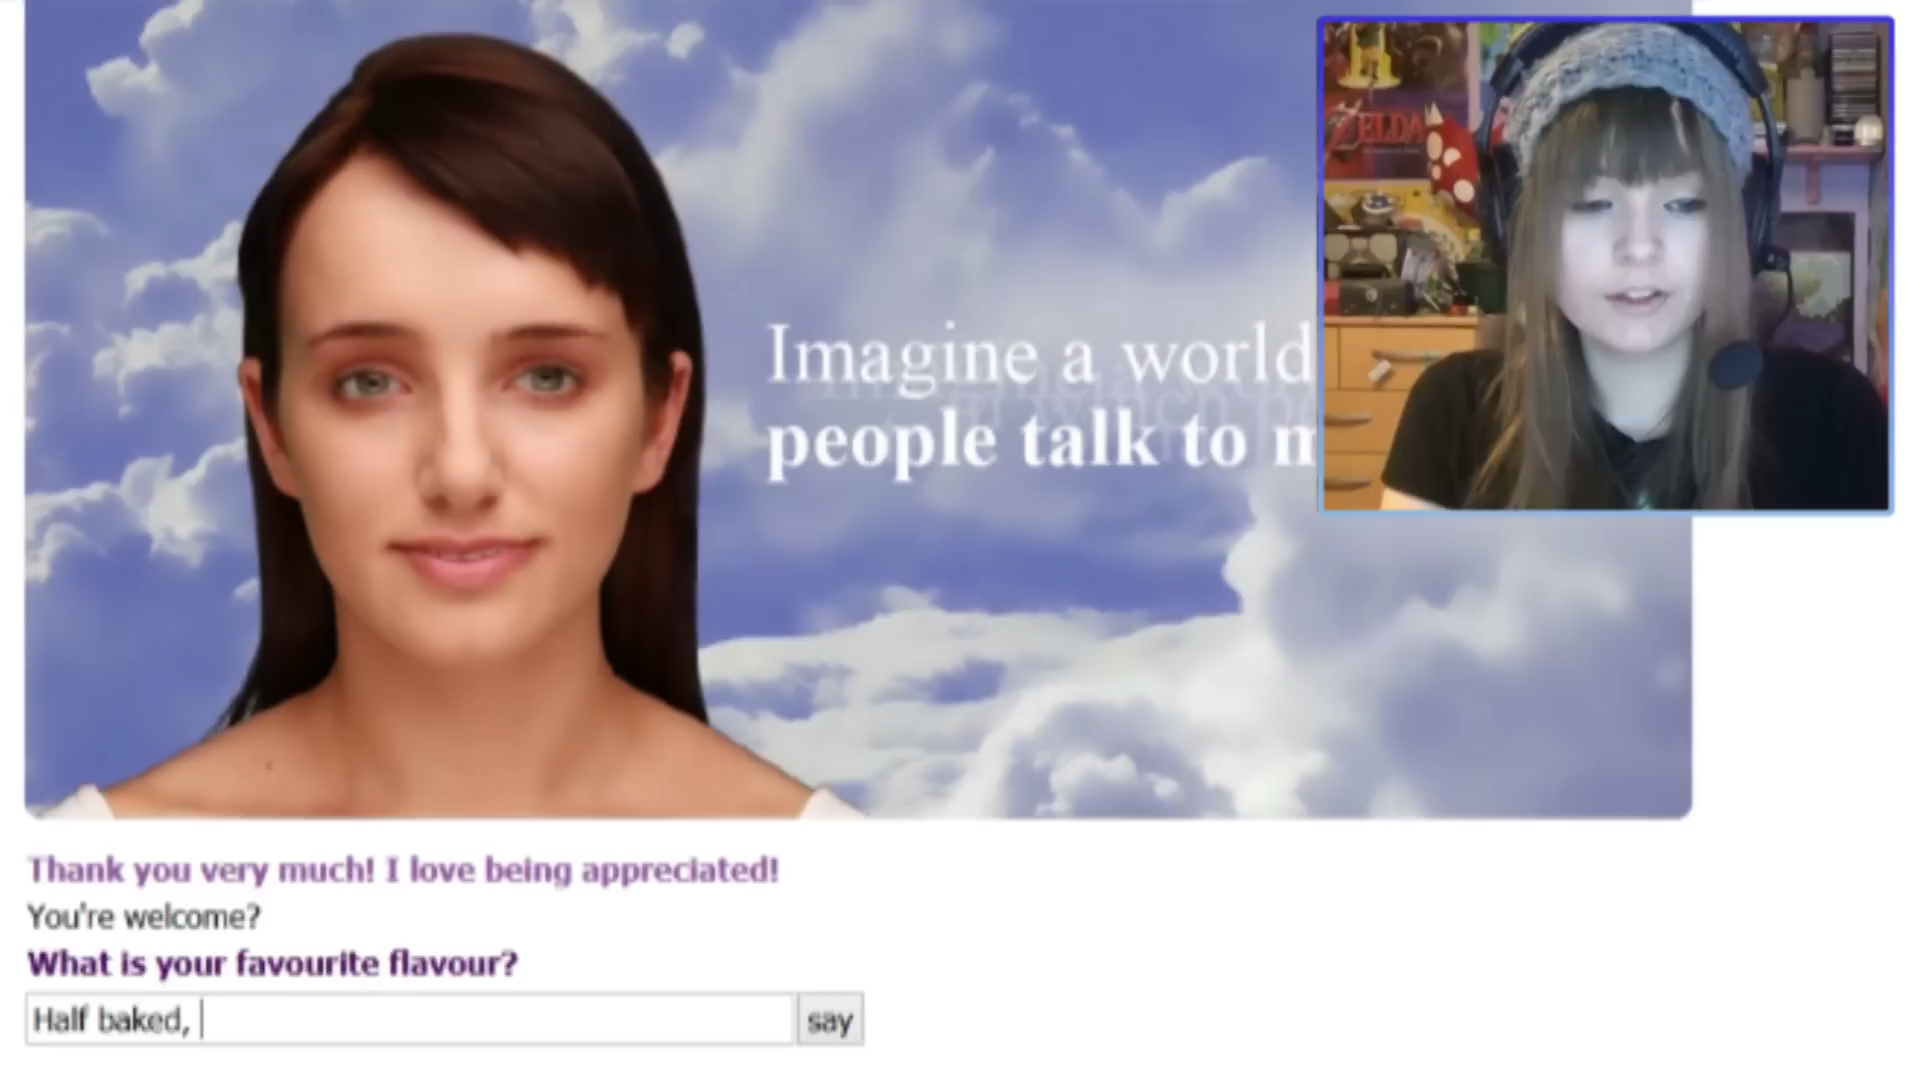 Imagine a world
people talk to m
ZELDA
Thank you very much! I love being appreciated!
You're welcome?
What is your favourite flavour?
Half baked,
say